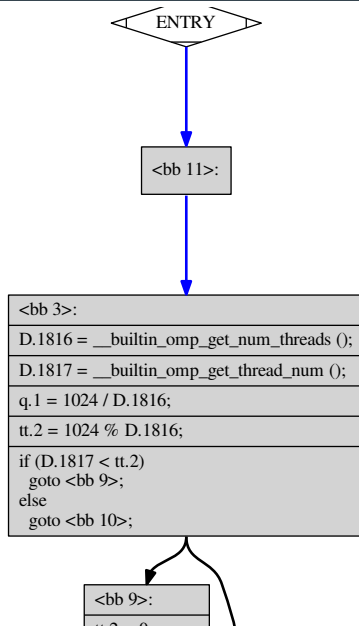 ENTRY
<bb 11>:
<bb 3>:
D.1816 = __builtin_omp_get_num_threads ();
D.1817 = __builtin_omp_get_thread_num ();
q.1 = 1024 / D.1816;
tt.2 = 1024 % D.1816;
if (D.1817 < tt.2)
goto <bb 9>;
else
goto <bb 10>;
<bb 9>: